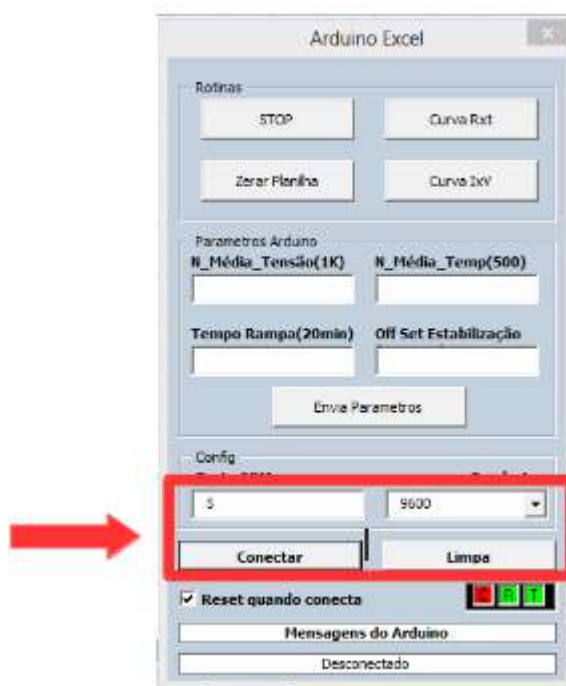 Arduino Excel
Rotinas
STOP
Curva Rxt
Zerar Planilha
Curva IxV
Parametros Arduino
N_Média_Tensão(1K) N_Média_Temp(500)
Tempo Rampa(20min) Off Set Estabilização
Envia Parametros
Config
5
9600
Conectar
Limpa
Reset quando conecta
C R T
Mensagens do Arduino
Desconectado